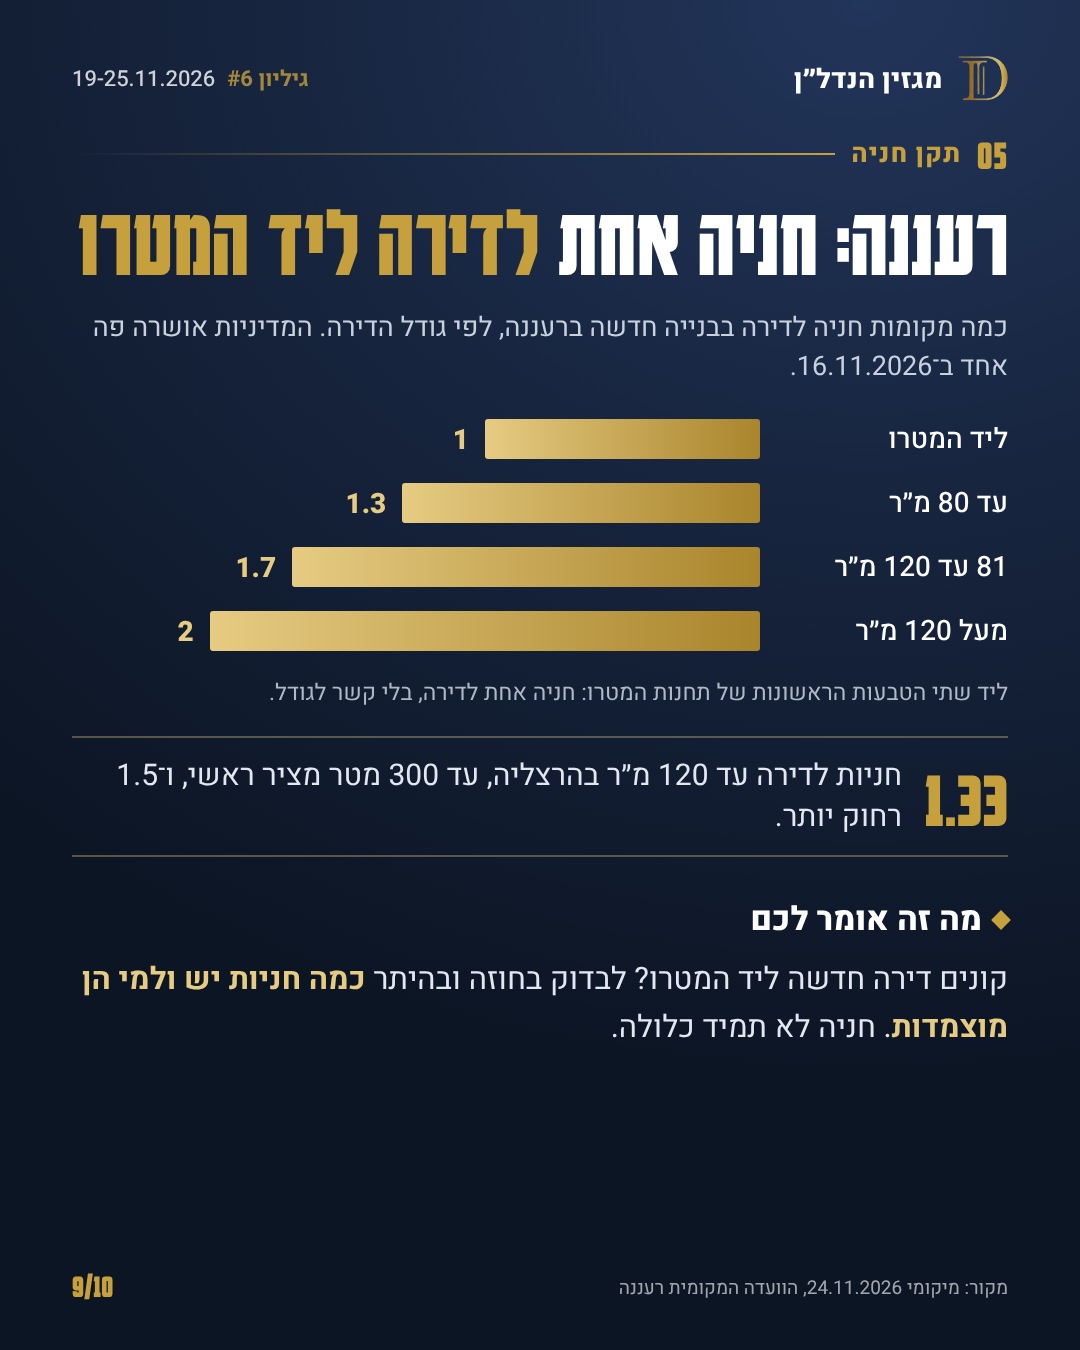 מגזין הנדל״ן
גיליון #6 19-25.11.2026
05 תקן חניה
רעננה: חניה אחת לדירה ליד המטרו
כמה מקומות חניה לדירה בבנייה חדשה ברעננה, לפי גודל הדירה. המדיניות אושרה פה
אחד ב־16.11.2026.
ליד המטרו 1
עד 80 מ״ר 1.3
81 עד 120 מ״ר 1.7
מעל 120 מ״ר 2
ליד שתי הטבעות הראשונות של תחנות המטרו: חניה אחת לדירה, בלי קשר לגודל.
1.33
חניות לדירה עד 120 מ״ר בהרצליה, עד 300 מטר מציר ראשי, ו־1.5
רחוק יותר.
מה זה אומר לכם
קונים דירה חדשה ליד המטרו? לבדוק בחוזה ובהיתר כמה חניות יש ולמי הן
מוצמדות. חניה לא תמיד כלולה.
מקור: מיקומי 24.11.2026, הוועדה המקומית רעננה
9/10